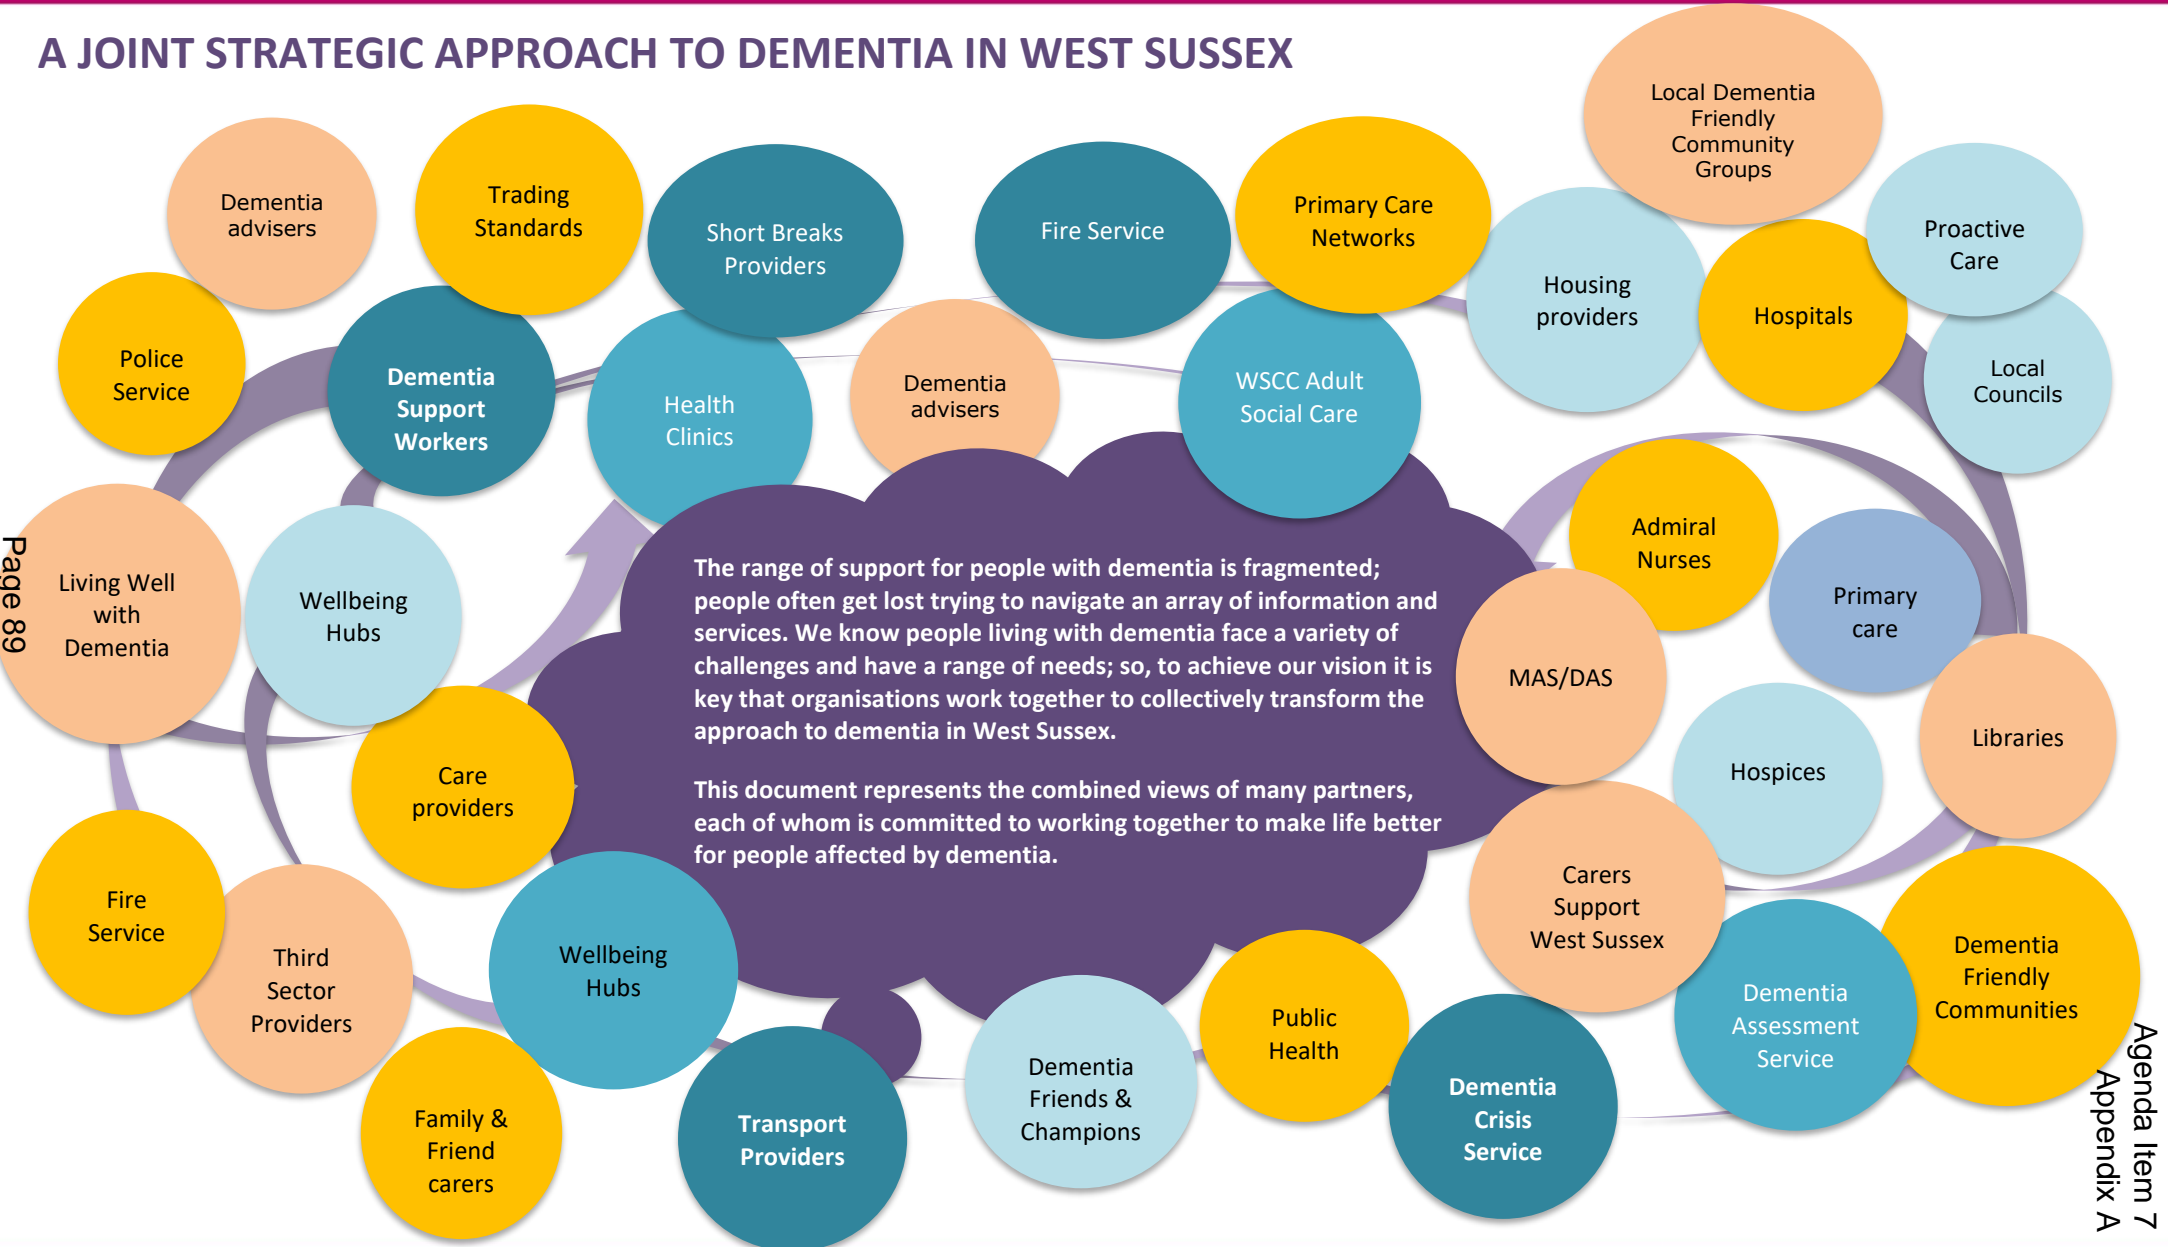 A JOINT STRATEGIC APPROACH TO DEMENTIA IN WEST SUSSEX
Local Dementia
Friendly
Community
Groups
Dementia
advisers
Trading
Standards
Short Breaks
Providers
Fire Service
Primary Care
Networks
Housing
providers
Hospitals
Proactive
Care
Local
Councils
Police
Service
Dementia
Support
Workers
Health
Clinics
Dementia
advisers
WSCC Adult
Social Care
Admiral
Nurses
Primary
care
Living Well
with
Dementia
Wellbeing
Hubs
The range of support for people with dementia is fragmented;
people often get lost trying to navigate an array of information and
services. We know people living with dementia face a variety of
challenges and have a range of needs; so, to achieve our vision it is
key that organisations work together to collectively transform the
approach to dementia in West Sussex.
This document represents the combined views of many partners,
each of whom is committed to working together to make life better
for people affected by dementia.
MAS/DAS
Libraries
Hospices
Care
providers
Carers
Support
West Sussex
Fire
Service
Third
Sector
Providers
Wellbeing
Hubs
Dementia
Assessment
Service
Dementia
Friendly
Communities
Family &
Friend
carers
Transport
Providers
Dementia
Friends &
Champions
Public
Health
Dementia
Crisis
Service
Page 89
Agenda Item 7
Appendix A